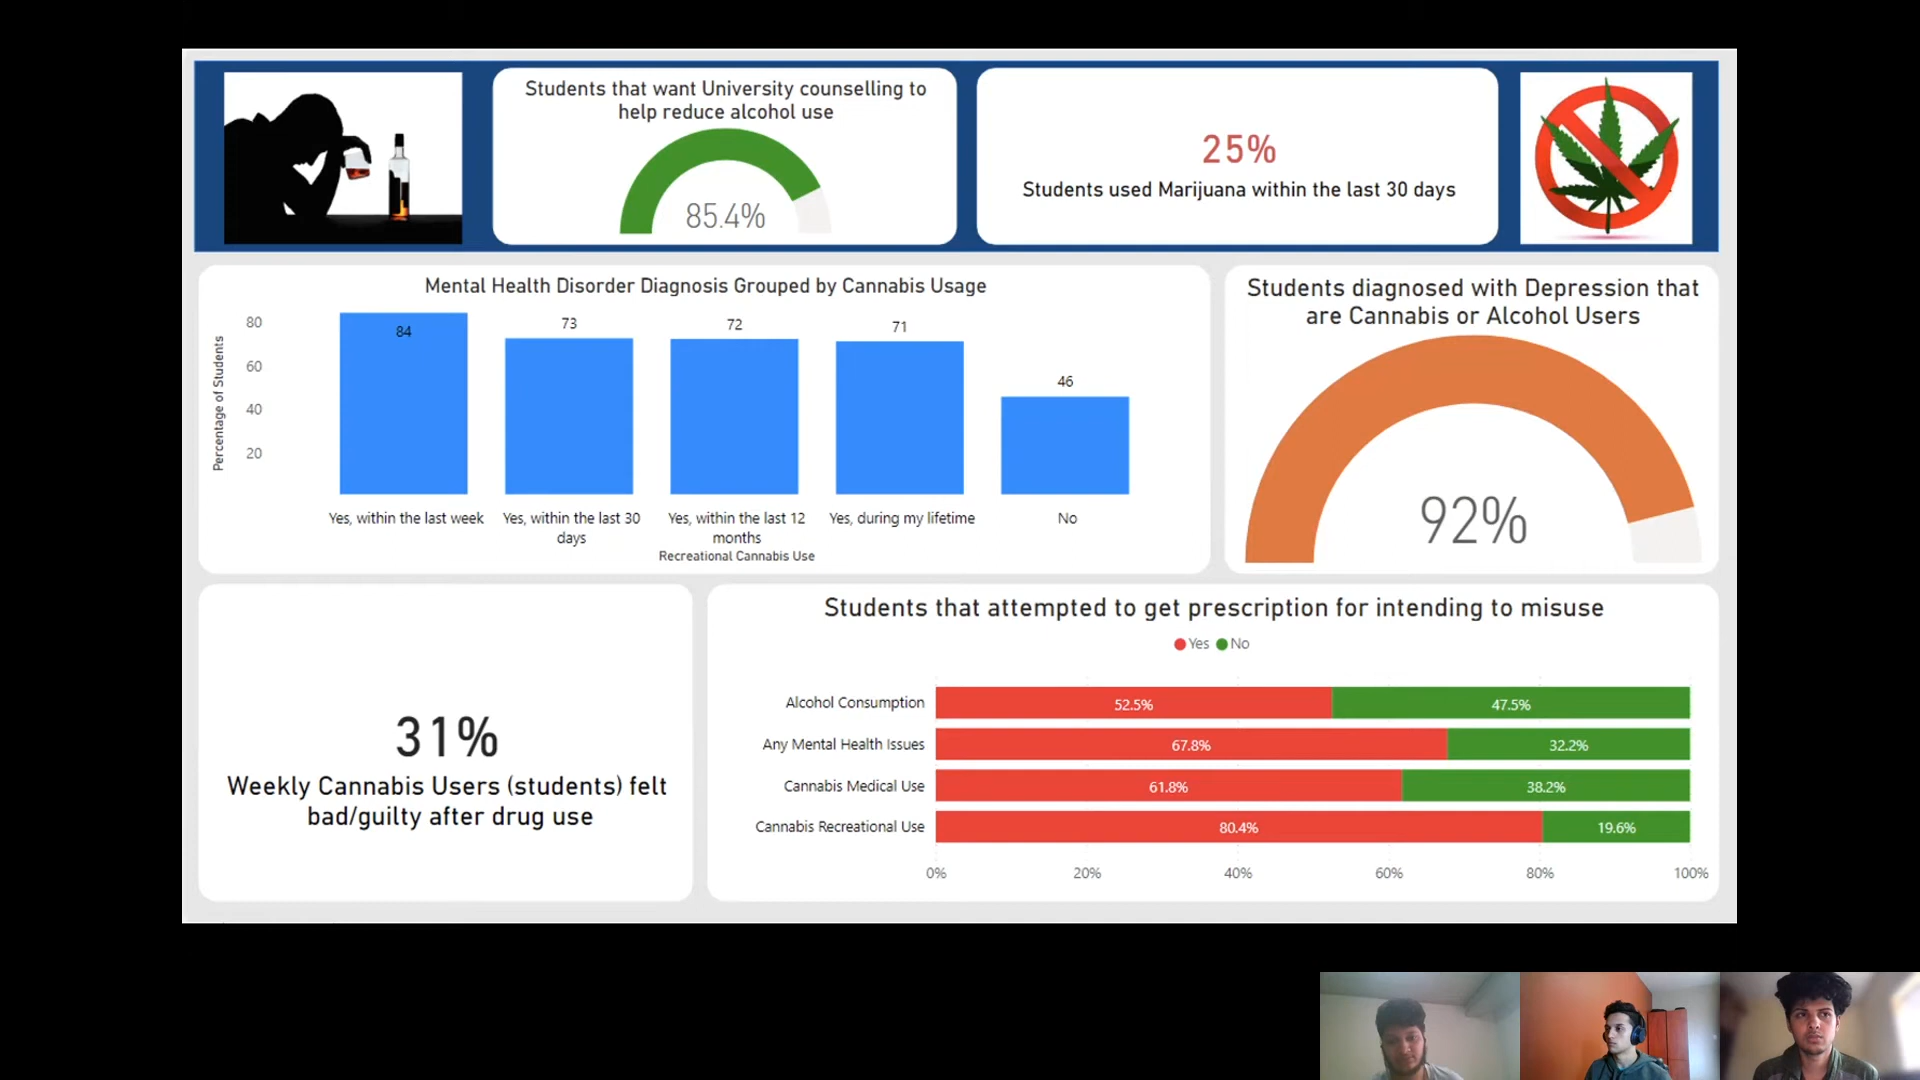 Students that want University counselling to
help reduce alcohol use
85.4%
25%
Students used Marijuana within the last 30 days
Mental Health Disorder Diagnosis Grouped by Cannabis Usage
Percentage of Students
80
60
40
20
84
73
72
71
46
Yes, within the last week
Yes, within the last 30
days
Yes, within the last 12
months
Yes, during my lifetime
No
Recreational Cannabis Use
Students diagnosed with Depression that
are Cannabis or Alcohol Users
92%
31%
Weekly Cannabis Users (students) felt
bad/guilty after drug use
Students that attempted to get prescription for intending to misuse
Yes No
Alcohol Consumption 52.5% 47.5%
Any Mental Health Issues 67.8% 32.2%
Cannabis Medical Use 61.8% 38.2%
Cannabis Recreational Use 80.4% 19.6%
0% 20% 40% 60% 80% 100%